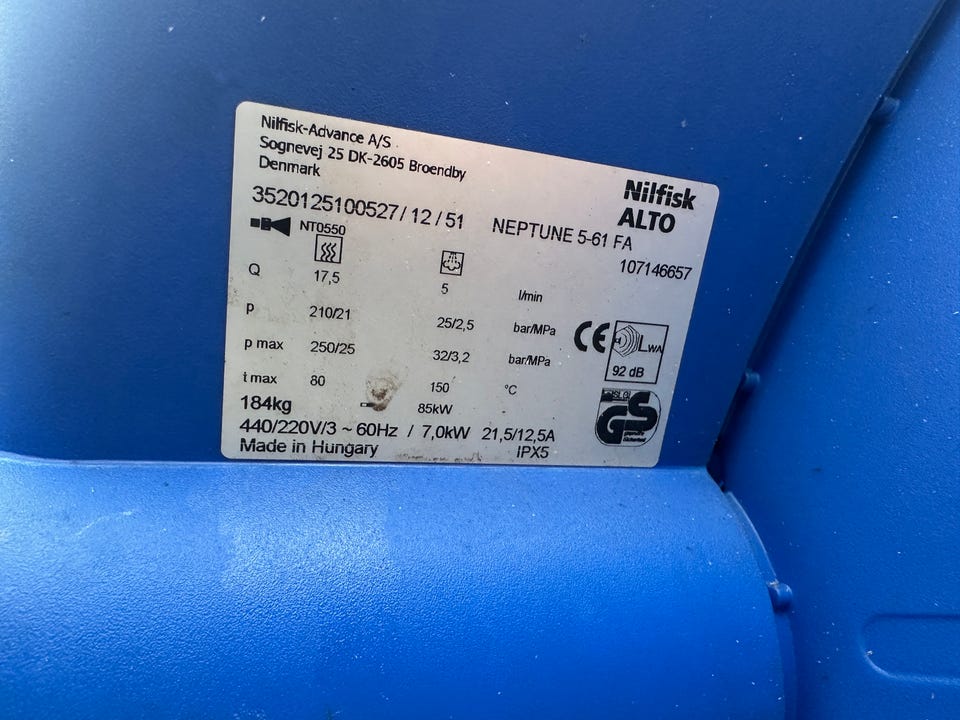 Nilfisk-Advance A/S
Sognevej 25 DK-2605 Broendby
Denmark
Nilfisk
ALTO
3520125100527 / 12 / 51
NEPTUNE 5-61 FA
107146657
NT0550
Q 17,5 5 l/min
p 210/21 25/2,5 bar/MPa
p max 250/25 32/3,2 bar/MPa
t max 80 150 °C
CE
LWA
92 dB
GS
184kg 85kW
440/220V/3 ~ 60Hz / 7,0kW 21,5/12,5A
Made in Hungary IPX5